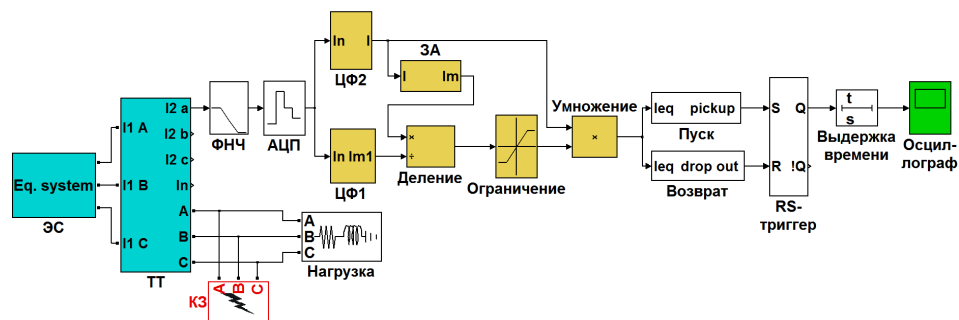 In I
ЦФ2
ЗА
I Im
ФНЧ
АЦП
In Im1
ЦФ1
×
÷
Деление
Ограничение
Умножение
×
Ieq pickup
Пуск
Ieq drop out
Возврат
S Q
R !Q
RS-
триггер
t
s
Выдержка
времени
Осцил-
лограф
Eq. system
ЭС
I1 A
I1 B
I1 C
I2 a
I2 b
I2 c
In
A
B
C
ТТ
A
B
C
Нагрузка
КЗ
A B C